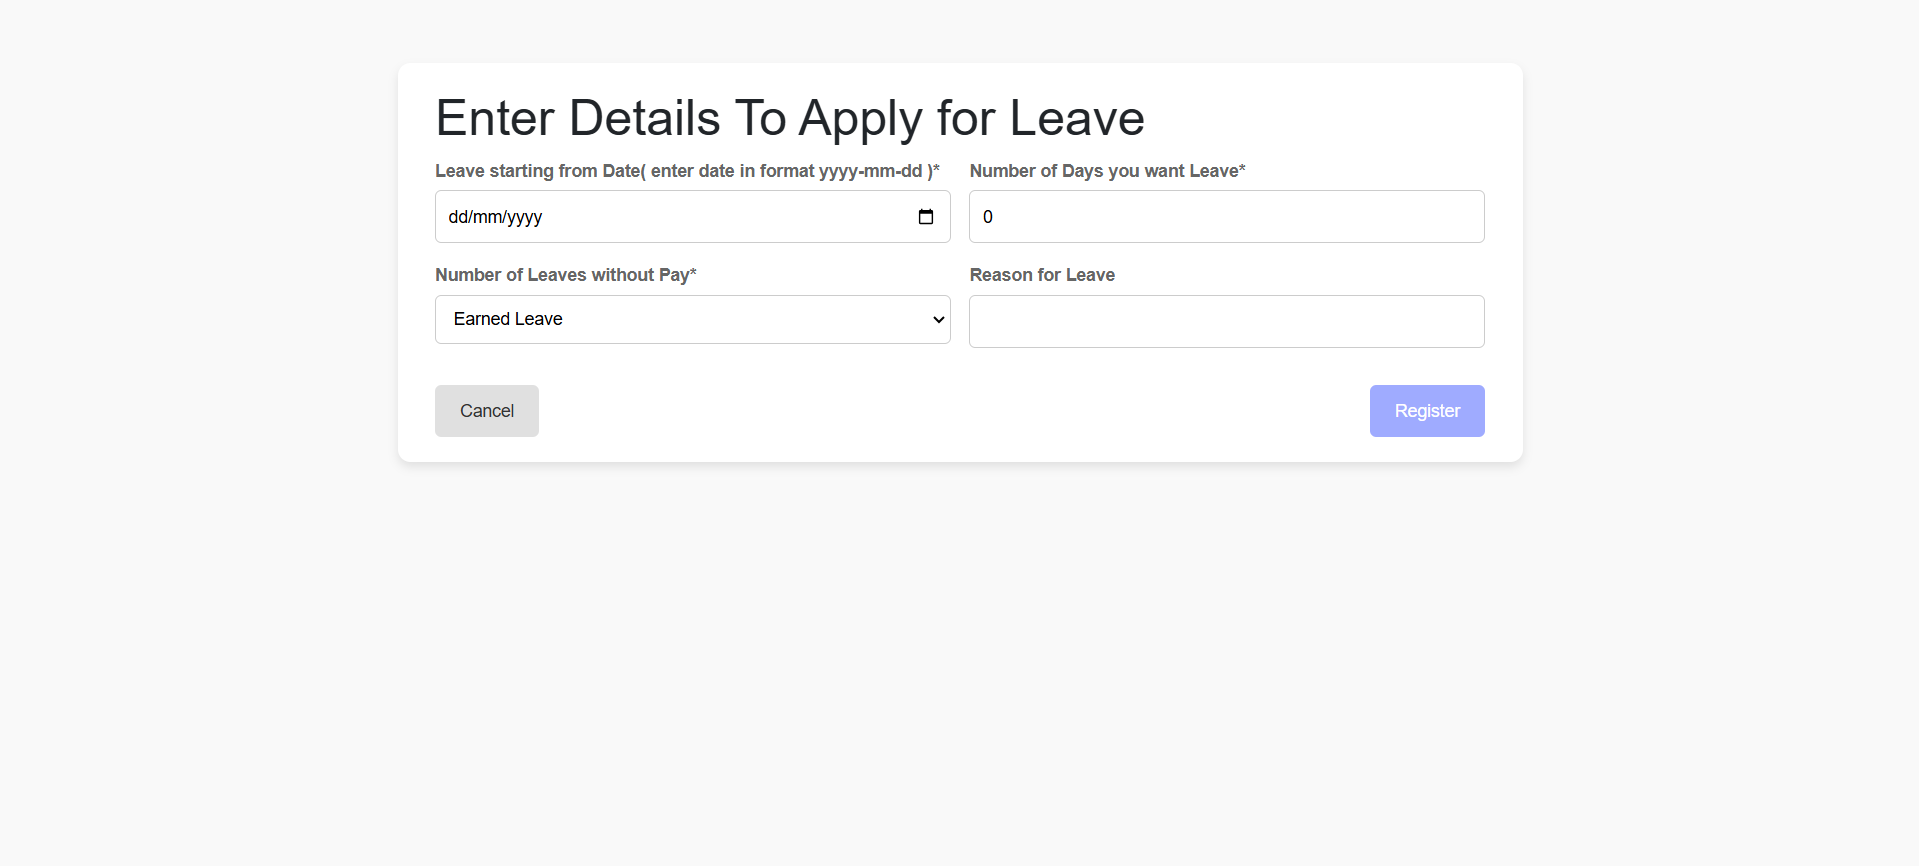 Enter Details To Apply for Leave
Leave starting from Date( enter date in format yyyy-mm-dd )*
Number of Days you want Leave*
dd/mm/yyyy
0
Number of Leaves without Pay*
Reason for Leave
Earned Leave
Cancel
Register